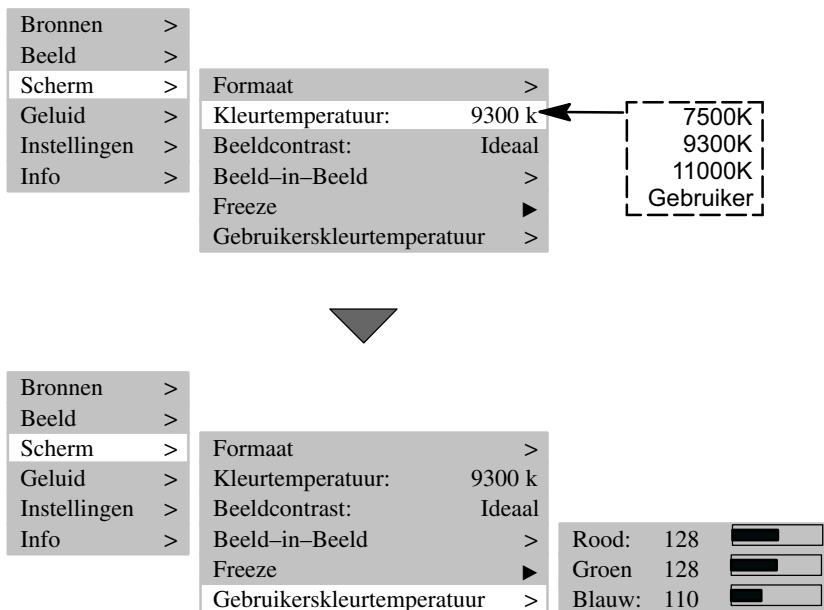 Bronnen >
Beeld >
Scherm >
Geluid >
Instellingen >
Info >
Formaat >
Kleurtemperatuur: 9300 k
Beeldcontrast: Ideaal
Beeld–in–Beeld >
Freeze ▶
Gebruikerskleurtemperatuur >
7500K
9300K
11000K
Gebruiker
Bronnen >
Beeld >
Scherm >
Geluid >
Instellingen >
Info >
Formaat >
Kleurtemperatuur: 9300 k
Beeldcontrast: Ideaal
Beeld–in–Beeld >
Freeze ▶
Gebruikerskleurtemperatuur >
Rood: 128
Groen 128
Blauw: 110